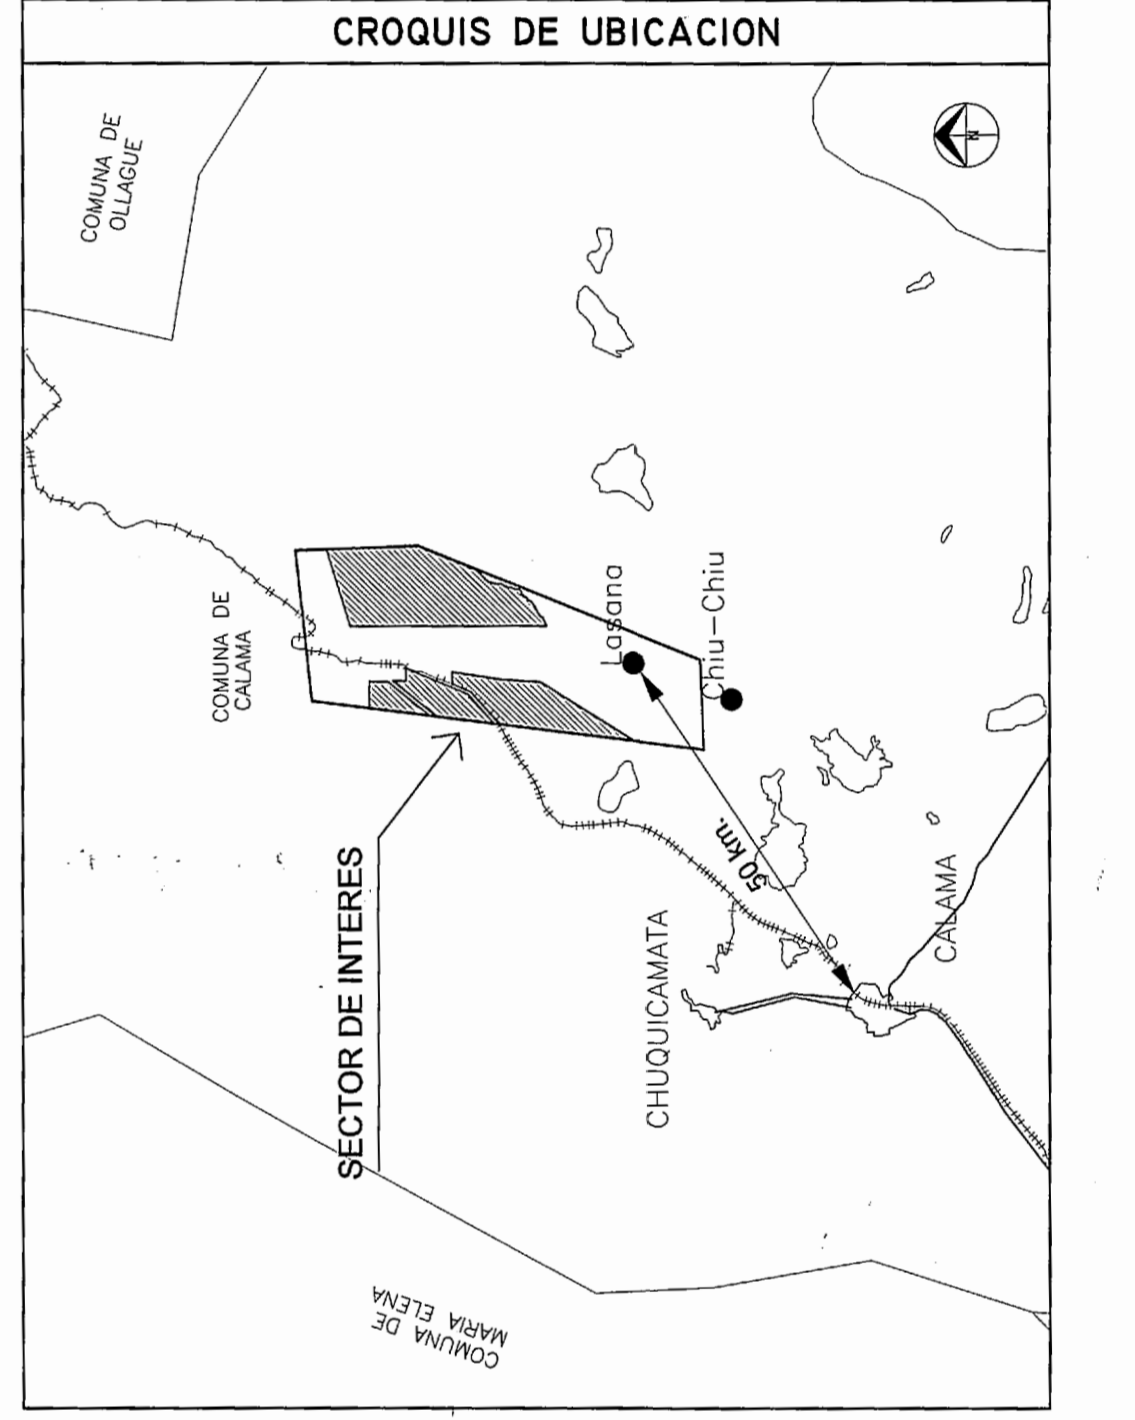 CROQUIS DE UBICACION
COMUNA DE
OLLAGUE
N
COMUNA DE
CALAMA
Lasana
Chiu-Chiu
50 km.
SECTOR DE INTERES
CHUQUICAMATA
CALAMA
COMUNA DE
MARIA ELENA